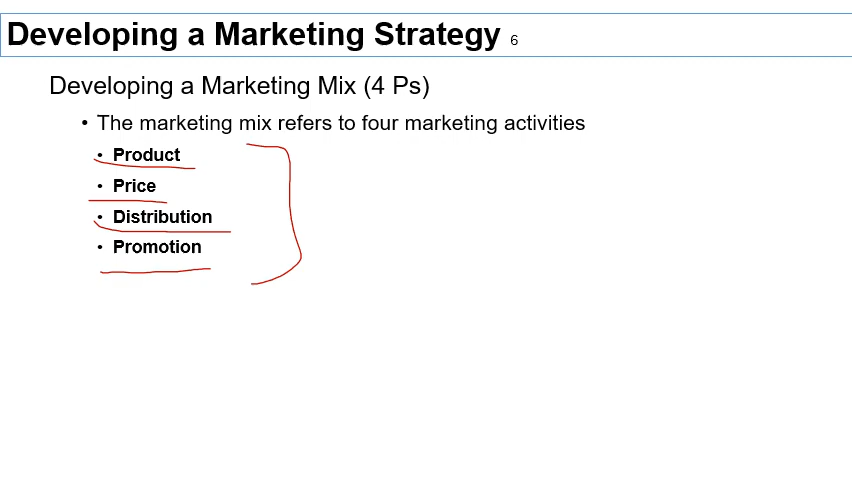 Developing a Marketing Strategy 6
Developing a Marketing Mix (4 Ps)
• The marketing mix refers to four marketing activities
• Product
• Price
• Distribution
• Promotion